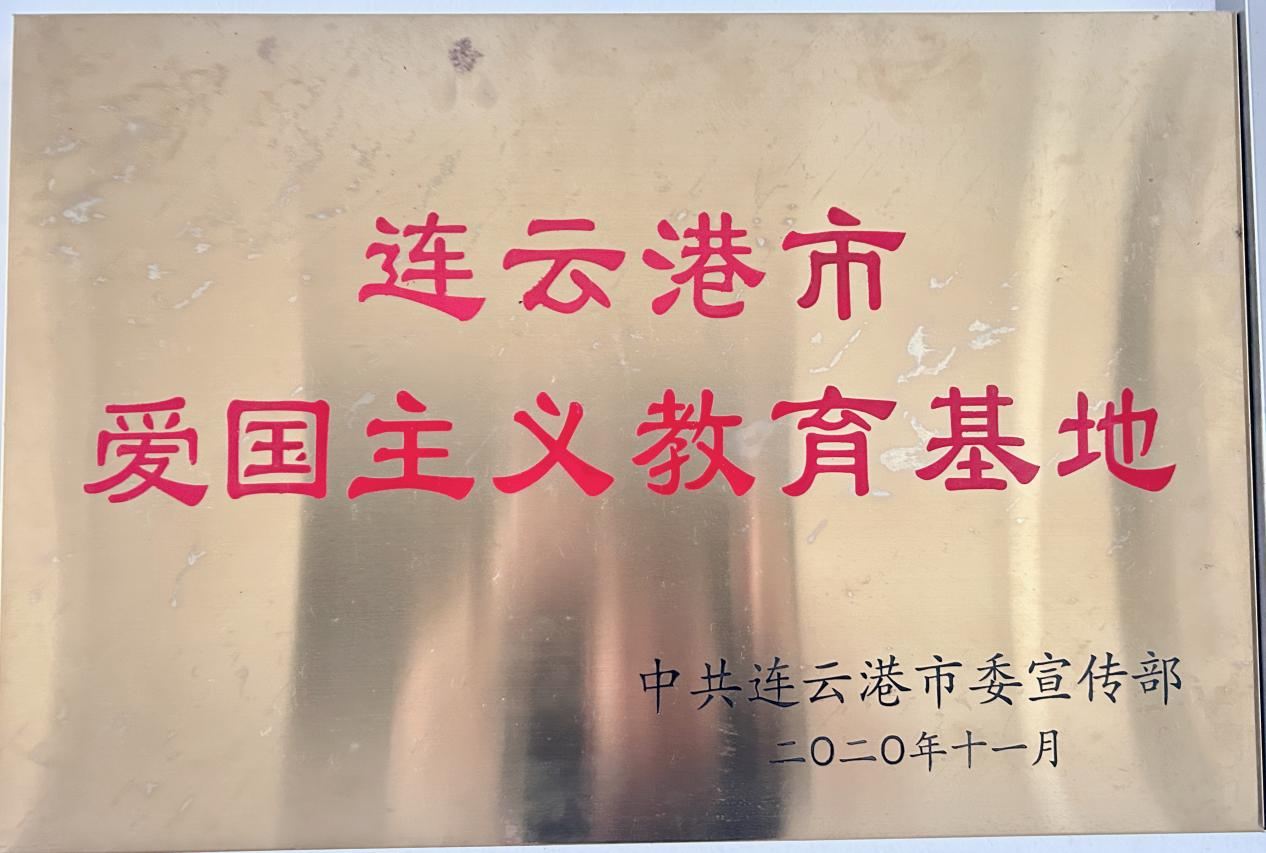 连云港市
爱国主义教育基地
中共连云港市委宣传部
二〇二〇年十一月